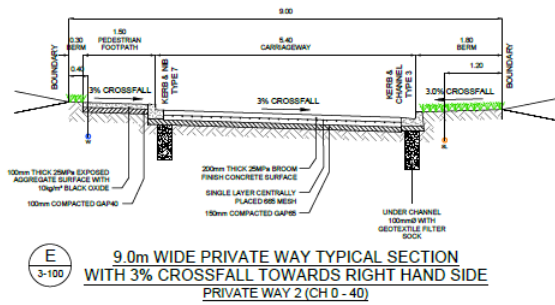 9.00
0.30
BERM
1.50
PEDESTRIAN
FOOTPATH
5.40
CARRIAGEWAY
1.80
BERM
BOUNDARY
0.40
KERB & NIB
TYPE 7
KERB &
CHANNEL
TYPE 3
1.20
BOUNDARY
3% CROSSFALL
3% CROSSFALL
3.0% CROSSFALL
100mm THICK 25MPa EXPOSED
AGGREGATE SURFACE WITH
10kg/m³ BLACK OXIDE
100mm COMPACTED GAP40
200mm THICK 25MPa BROOM
FINISH CONCRETE SURFACE
SINGLE LAYER CENTRALLY
PLACED 665 MESH
150mm COMPACTED GAP65
UNDER CHANNEL
100mmØ WITH
GEOTEXTILE FILTER
SOCK
E
3-100
9.0m WIDE PRIVATE WAY TYPICAL SECTION
WITH 3% CROSSFALL TOWARDS RIGHT HAND SIDE
PRIVATE WAY 2 (CH 0 - 40)